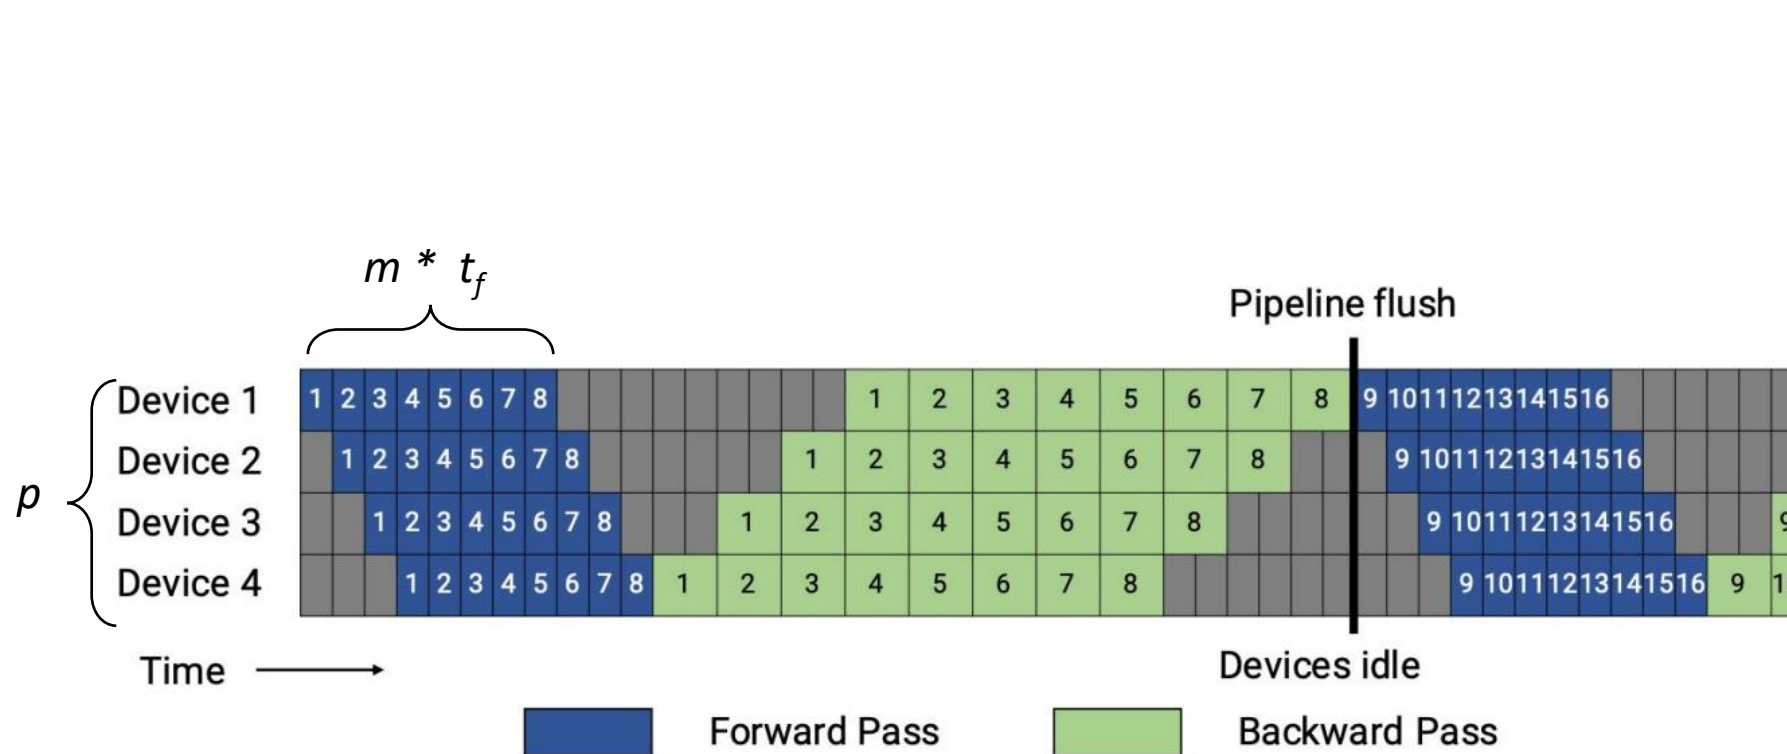 m * tf
Pipeline flush
p
Device 1 1 2 3 4 5 6 7 8 1 2 3 4 5 6 7 8 9 10 11 12 13 14 15 16
Device 2 1 2 3 4 5 6 7 8 1 2 3 4 5 6 7 8 9 10 11 12 13 14 15 16
Device 3 1 2 3 4 5 6 7 8 1 2 3 4 5 6 7 8 9 10 11 12 13 14 15 16 9
Device 4 1 2 3 4 5 6 7 8 1 2 3 4 5 6 7 8 9 10 11 12 13 14 15 16 9 1
Time
Devices idle
Forward Pass
Backward Pass